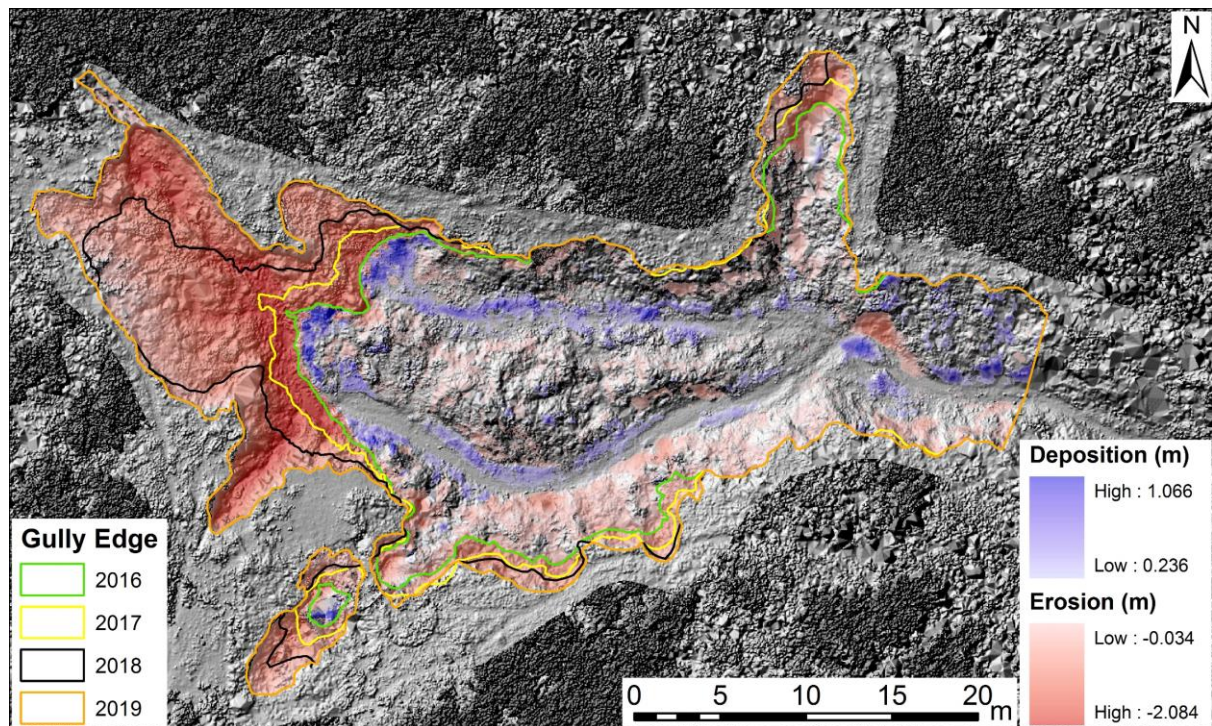 N
Gully Edge
2016
2017
2018
2019
Deposition (m)
High : 1.066
Low : 0.236
Erosion (m)
Low : -0.034
High : -2.084
0 5 10 15 20
m